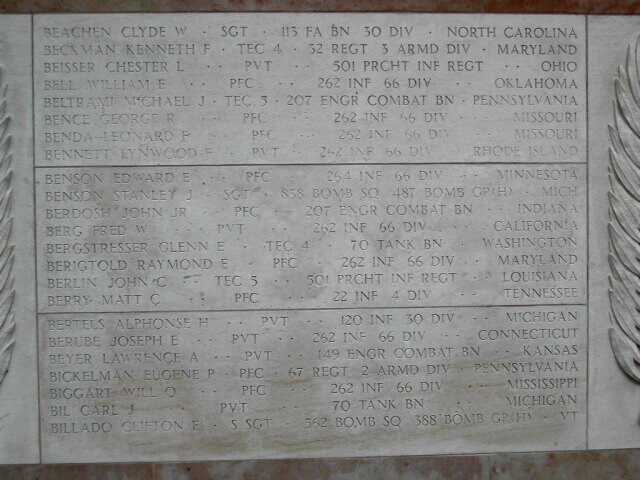 BEACHEN CLYDE W · SGT · 113 FA BN 30 DIV · NORTH CAROLINA
BECKMAN KENNETH F · TEC 4 · 32 REGT 3 ARMD DIV · MARYLAND
BEISSER CHESTER L · PVT · 501 PRCHT INF REGT · OHIO
BELL WILLIAM E · PFC · 262 INF 66 DIV · OKLAHOMA
BELTRAMI MICHAEL J · TEC 5 · 207 ENGR COMBAT BN · PENNSYLVANIA
BENCE GEORGE R · PFC · 262 INF 66 DIV · MISSOURI
BENDA LEONARD F · PFC · 262 INF 66 DIV · MISSOURI
BENNETT LYNWOOD F · PVT · 262 INF 66 DIV · RHODE ISLAND
BENSON EDWARD E · PFC · 264 INF 66 DIV · MINNESOTA
BENSON STANLEY J · SGT · 838 BOMB SQ 487 BOMB GP(H) · MICH
BERDOSH JOHN JR · PFC · 207 ENGR COMBAT BN · INDIANA
BERG FRED W · PVT · 262 INF 66 DIV · CALIFORNIA
BERGSTRESSER GLENN E · TEC 4 · 70 TANK BN · WASHINGTON
BERIGTOLD RAYMOND E · PFC · 262 INF 66 DIV · MARYLAND
BERLIN JOHN C · TEC 5 · 501 PRCHT INF REGT · LOUISIANA
BERRY MATT C · PFC · 22 INF 4 DIV · TENNESSEE
BERTELS ALPHONSE H · PVT · 120 INF 30 DIV · MICHIGAN
BERUBE JOSEPH E · PVT · 262 INF 66 DIV · CONNECTICUT
BEYER LAWRENCE A · PVT · 149 ENGR COMBAT BN · KANSAS
BICKELMAN EUGENE P · PFC · 67 REGT 2 ARMD DIV · PENNSYLVANIA
BIGGART WILL O · PFC · 262 INF 66 DIV · MISSISSIPPI
BIL CARL J · PVT · 70 TANK BN · MICHIGAN
BILLADO CLIFTON E · S SGT · 562 BOMB SQ 388 BOMB GP(H) · VT